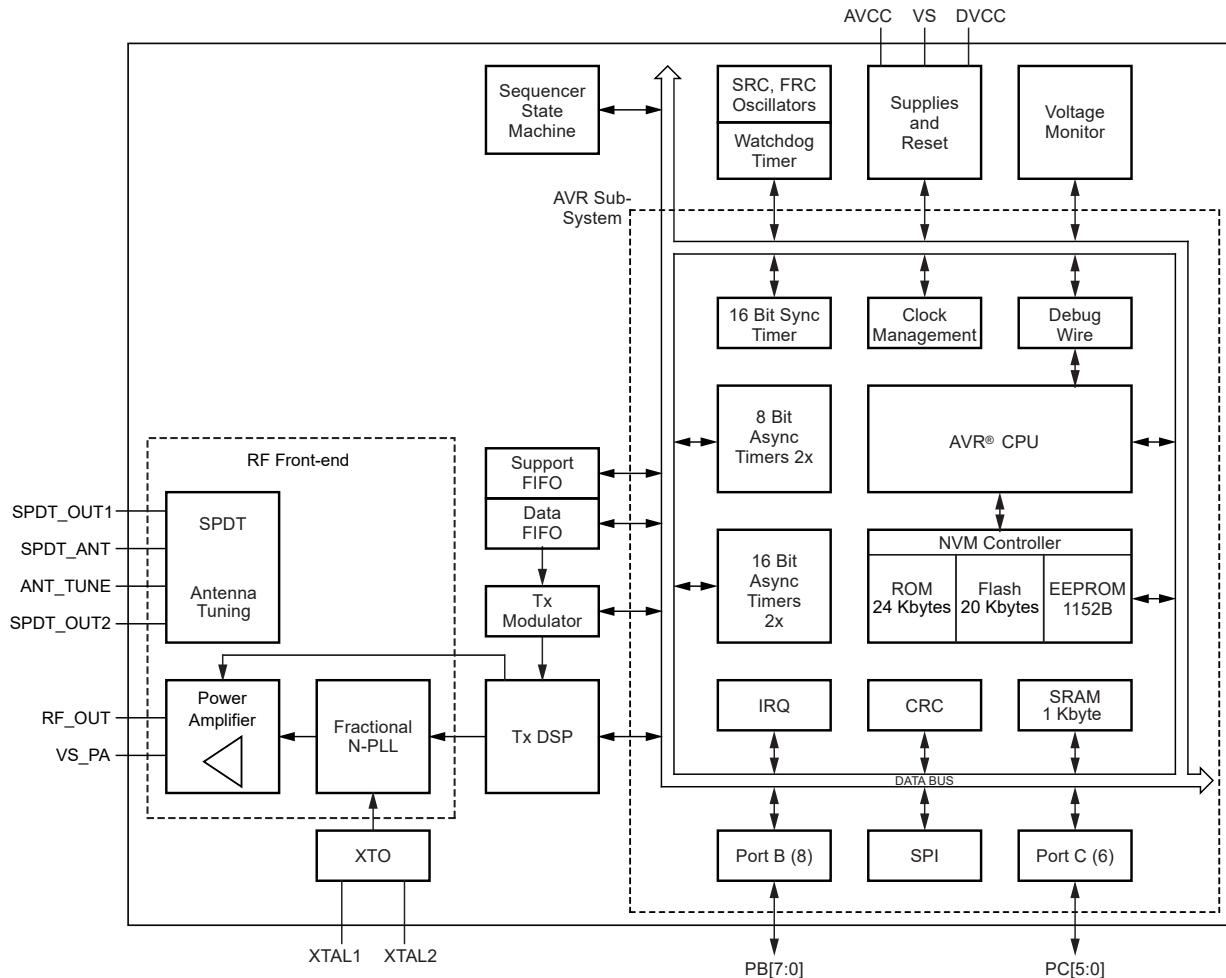 AVCC VS DVCC
Sequencer
State
Machine
SRC, FRC
Oscillators
Watchdog
Timer
Supplies
and
Reset
Voltage
Monitor
AVR Sub-
System
16 Bit Sync
Timer
Clock
Management
Debug
Wire
8 Bit
Async
Timers 2x
AVR® CPU
RF Front-end
Support
FIFO
Data
FIFO
SPDT_OUT1
SPDT_ANT
ANT_TUNE
SPDT_OUT2
SPDT
Antenna
Tuning
Tx
Modulator
16 Bit
Async
Timers
2x
NVM Controller
ROM
24 Kbytes
Flash
20 Kbytes
EEPROM
1152B
RF_OUT
VS_PA
Power
Amplifier
Fractional
N-PLL
Tx DSP
IRQ
CRC
SRAM
1 Kbyte
DATA BUS
XTO
Port B (8)
SPI
Port C (6)
XTAL1 XTAL2
PB[7:0]
PC[5:0]